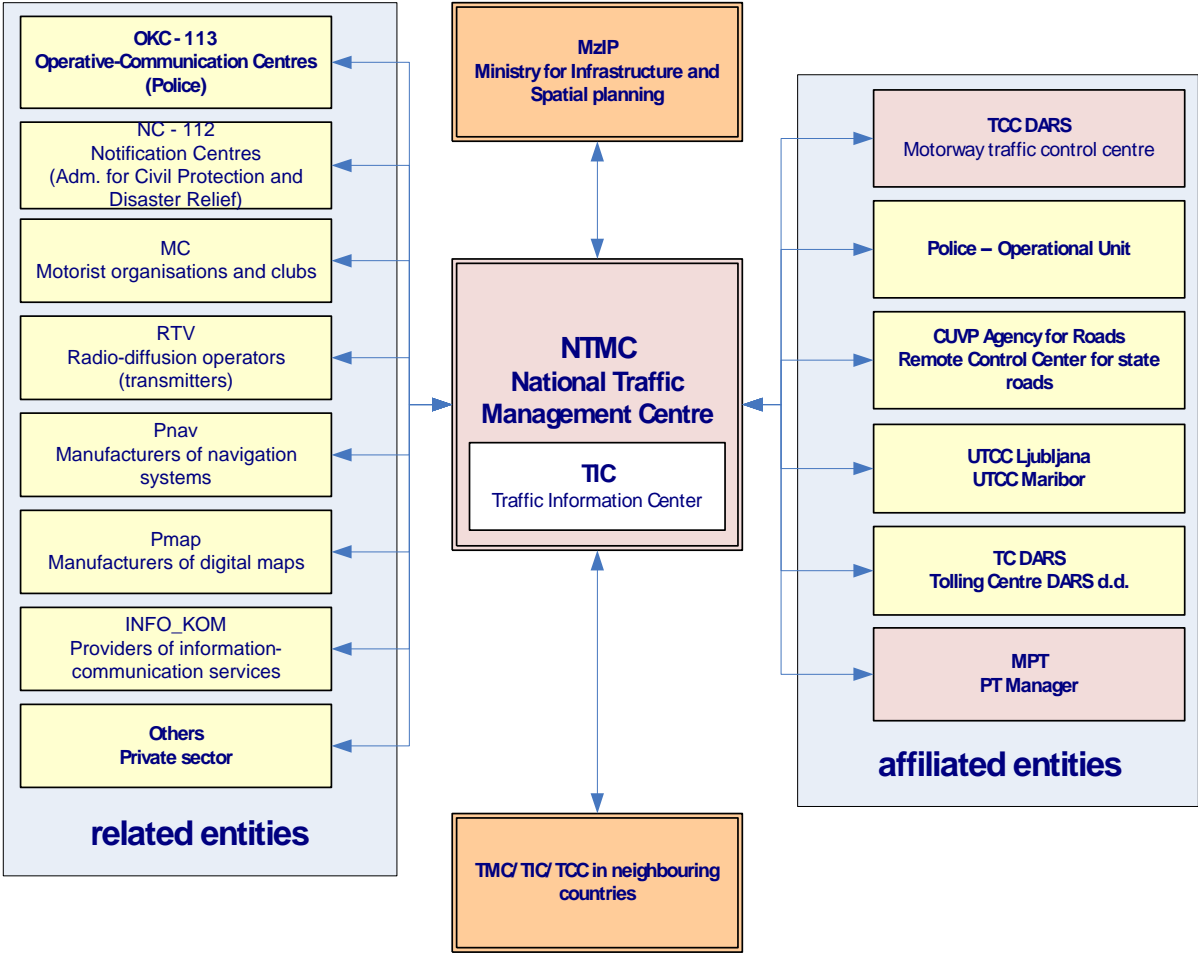 OKC - 113
Operative-Communication Centres
(Police)
NC - 112
Notification Centres
(Adm. for Civil Protection and
Disaster Relief)
MC
Motorist organisations and clubs
RTV
Radio-diffusion operators
(transmitters)
Pnav
Manufacturers of navigation
systems
Pmap
Manufacturers of digital maps
INFO_KOM
Providers of information-
communication services
Others
Private sector
related entities
MzIP
Ministry for Infrastructure and
Spatial planning
NTMC
National Traffic
Management Centre
TIC
Traffic Information Center
TMC/ TIC/ TCC in neighbouring
countries
TCC DARS
Motorway traffic control centre
Police – Operational Unit
CUVP Agency for Roads
Remote Control Center for state
roads
UTCC Ljubljana
UTCC Maribor
TC DARS
Tolling Centre DARS d.d.
MPT
PT Manager
affiliated entities